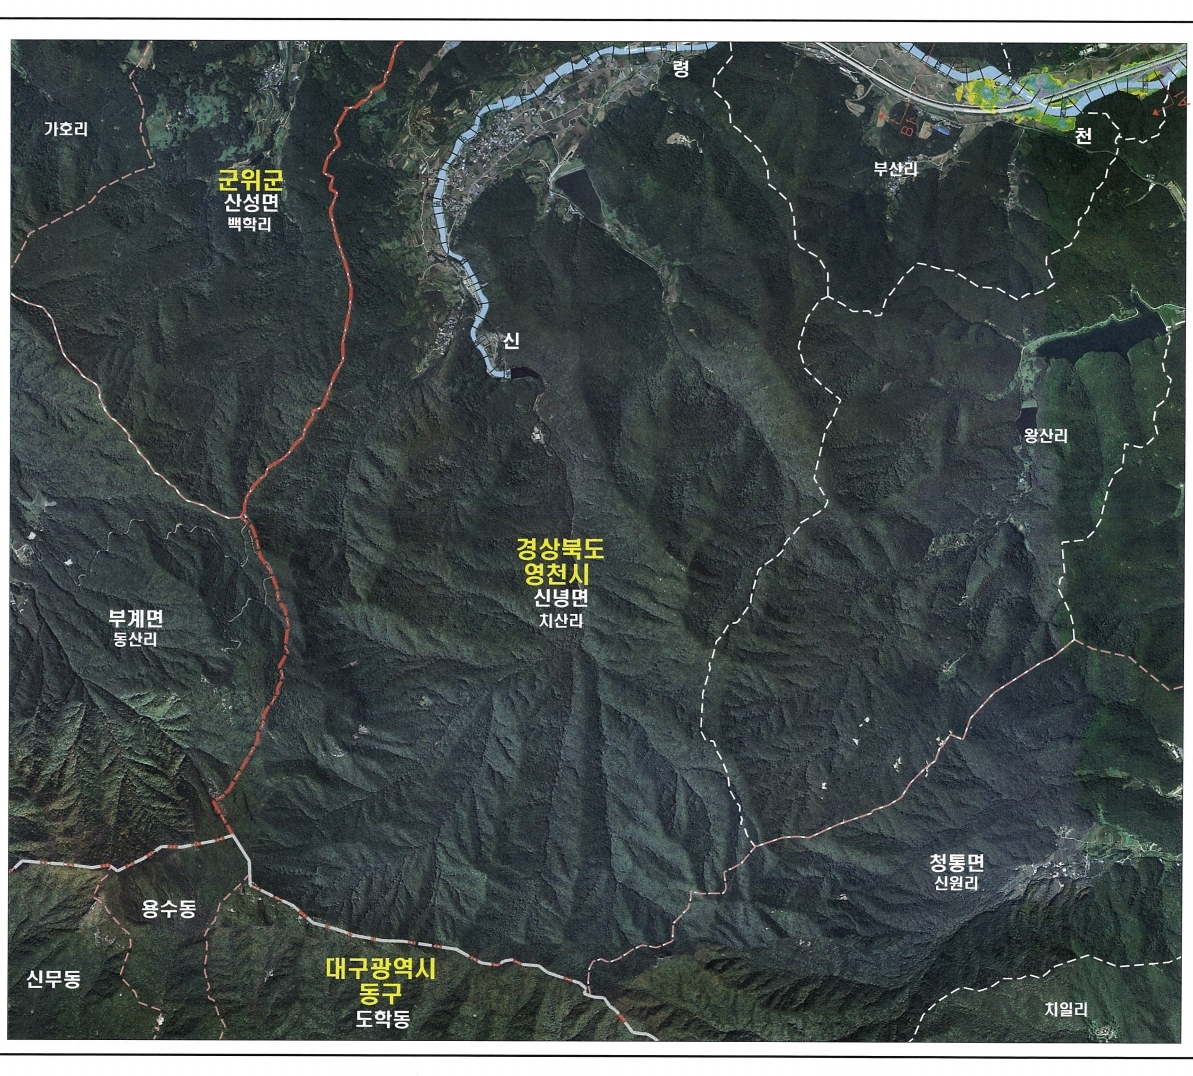 령
가호리
천
부산리
군위군
산성면
백학리
신
왕산리
경상북도
영천시
신녕면
치산리
부계면
동산리
청통면
신원리
용수동
대구광역시
동구
도학동
신무동
치일리